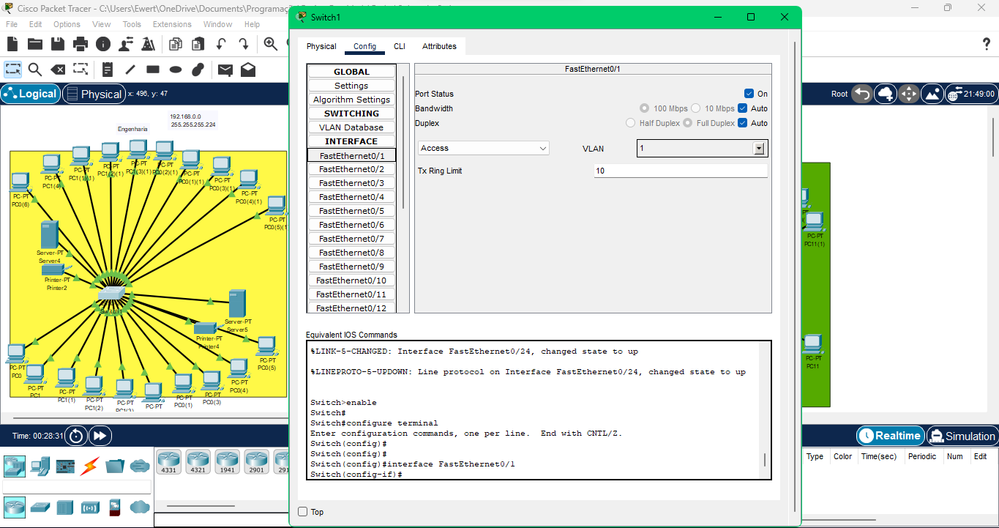 Cisco Packet Tracer - C:\Users\Ewert\OneDrive\Documents\Programaç
Switch1
File Edit Options View Tools Extensions Window Help
Physical Config CLI Attributes
Logical Physical x: 496, y: 47
Root 21:49:00
GLOBAL
Settings
Algorithm Settings
SWITCHING
VLAN Database
INTERFACE
FastEthernet0/1
FastEthernet0/2
FastEthernet0/3
FastEthernet0/4
FastEthernet0/5
FastEthernet0/6
FastEthernet0/7
FastEthernet0/8
FastEthernet0/9
FastEthernet0/10
FastEthernet0/11
FastEthernet0/12
FastEthernet0/1
Port Status On
Bandwidth 100 Mbps 10 Mbps Auto
Duplex Half Duplex Full Duplex Auto
Access VLAN 1
Tx Ring Limit 10
192.168.0.0
255.255.255.224
Engenharia
PC-PT
PC0(6)
PC-PT
PC1(4)
PC-PT
PC1(1)(1)
PC-PT
PC1(2)(1)
PC-PT
PC1(3)(1)
PC-PT
PC0(2)(1)
PC-PT
PC0(1)(1)
PC-PT
PC0(3)(1)
PC-PT
PC0(4)(1)
PC-PT
PC0(5)(1
Server-PT
Server4
Printer-PT
Printer2
Switch1
Server-PT
Server5
Printer-PT
Printer4
PC-PT
PC0(5)
PC-PT
PC0
PC-PT
PC1
PC-PT
PC1(1)
PC-PT
PC1(2)
PC-PT
PC1(3)
PC-PT
PC-PT
PC0(1)
PC-PT
PC0(3)
PC-PT
PC0(4)
PC-PT
PC11(1)
PC-PT
PC11
Equivalent IOS Commands
%LINK-5-CHANGED: Interface FastEthernet0/24, changed state to up
%LINEPROTO-5-UPDOWN: Line protocol on Interface FastEthernet0/24, changed state to up
Switch>enable
Switch#
Switch#configure terminal
Enter configuration commands, one per line. End with CNTL/Z.
Switch(config)#
Switch(config)#
Switch(config)#interface FastEthernet0/1
Switch(config-if)#
Top
Time: 00:28:31
Realtime Simulation
4331 4321 1941 2901 291
Type Color Time(sec) Periodic Num Edit